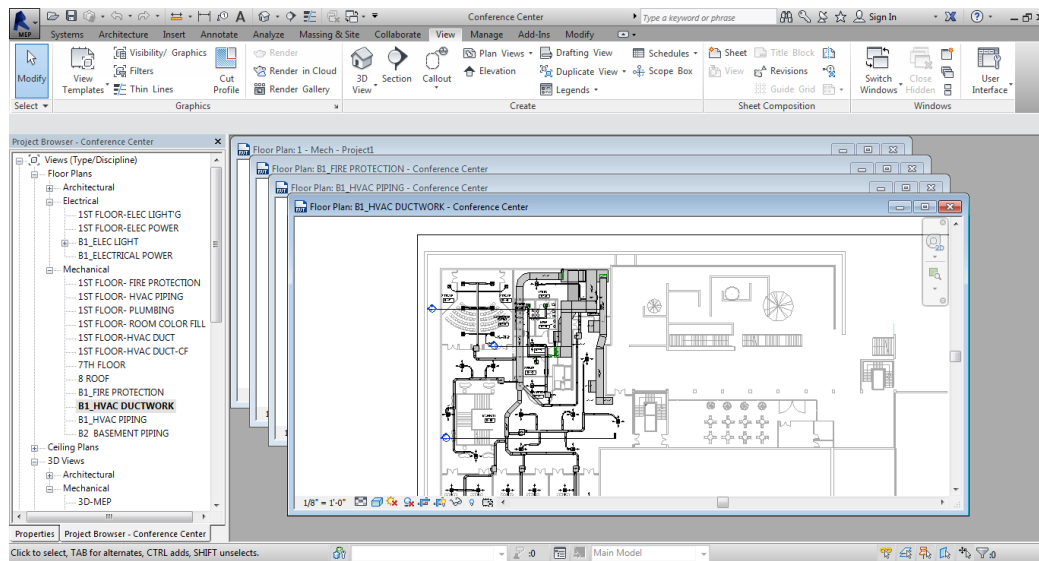 Conference Center
Type a keyword or phrase
Sign In
MEP
Systems Architecture Insert Annotate Analyze Massing & Site Collaborate View Manage Add-Ins Modify
Modify
View Templates
Visibility/ Graphics
Filters
Thin Lines
Cut Profile
Render
Render in Cloud
Render Gallery
3D View
Section
Callout
Plan Views
Elevation
Drafting View
Duplicate View
Legends
Schedules
Scope Box
Sheet
View
Title Block
Revisions
Guide Grid
Switch Windows
Close Hidden
User Interface
Select
Graphics
Create
Sheet Composition
Windows
Project Browser - Conference Center
Views (Type/Discipline)
Floor Plans
Architectural
Electrical
1ST FLOOR-ELEC LIGHT'G
1ST FLOOR-ELEC POWER
B1_ELEC LIGHT
B1_ELECTRICAL POWER
Mechanical
1ST FLOOR- FIRE PROTECTION
1ST FLOOR- HVAC PIPING
1ST FLOOR- PLUMBING
1ST FLOOR- ROOM COLOR FILL
1ST FLOOR-HVAC DUCT
1ST FLOOR-HVAC DUCT-CF
7TH FLOOR
8 ROOF
B1_FIRE PROTECTION
B1_HVAC DUCTWORK
B1_HVAC PIPING
B2 BASEMENT PIPING
Ceiling Plans
3D Views
Architectural
Mechanical
3D-MEP
Properties
Project Browser - Conference Center
Floor Plan: 1 - Mech - Project1
Floor Plan: B1_FIRE PROTECTION - Conference Center
Floor Plan: B1_HVAC PIPING - Conference Center
Floor Plan: B1_HVAC DUCTWORK - Conference Center
2D
1/8" = 1'-0"
Click to select, TAB for alternates, CTRL adds, SHIFT unselects.
:0
Main Model
:0